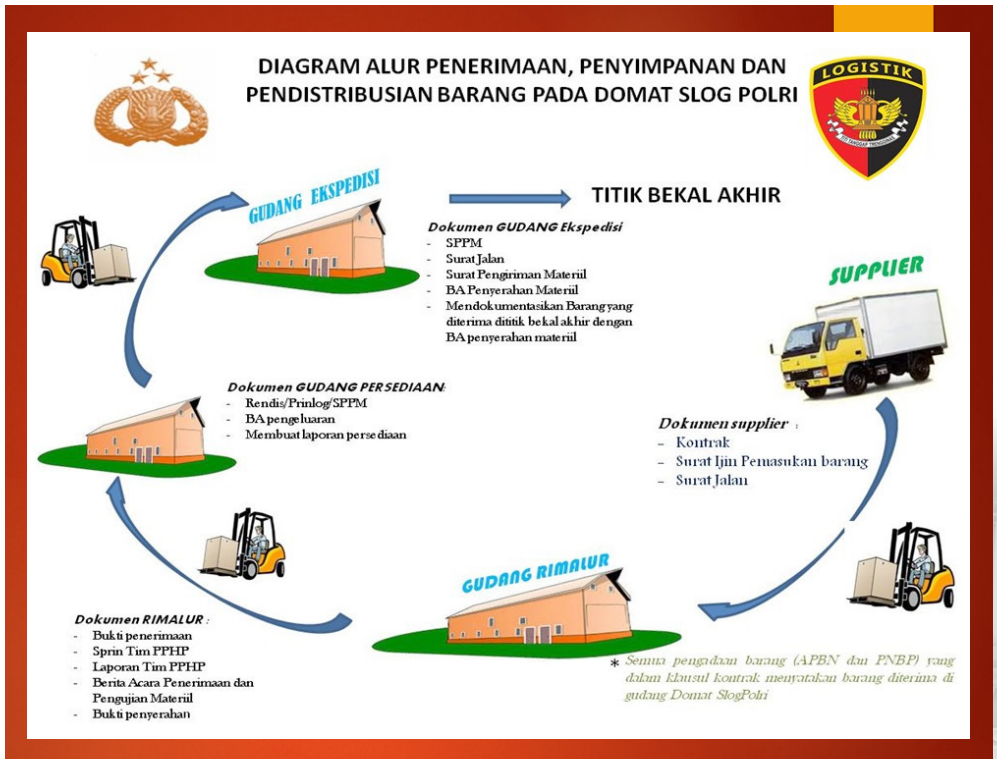 DIAGRAM ALUR PENERIMAAN, PENYIMPANAN DAN
PENDISTRIBUSIAN BARANG PADA DOMAT SLOG POLRI
LOGISTIK
GUDANG EKSPEDISI
TITIK BEKAL AKHIR
Dokumen GUDANG Ekspedisi
- SPPM
- Surat Jalan
- Surat Pengiriman Materiil
- BA Penyerahan Materiil
- Mendokumentasikan Barang yang
diterima dititik bekal akhir dengan
BA penyerahan materiil
SUPPLIER
Dokumen GUDANG PERSEDIAAN:
- Rendis/Prinlog/SPPM
- BA pengeluaran
- Membuat laporan persediaan
Dokumen supplier :
- Kontrak
- Surat Ijin Pemasukan barang
- Surat Jalan
GUDANG RIMALUR
Dokumen RIMALUR :
- Bukti penerimaan
- Sprin Tim PPHP
- Laporan Tim PPHP
- Berita Acara Penerimaan dan
Pengujian Materiil
- Bukti penyerahan
* Semua pengadaan barang (APBN dan PNBP) yang
dalam klausul kontrak menyatakan barang diterima di
gudang Domat SlogPolri